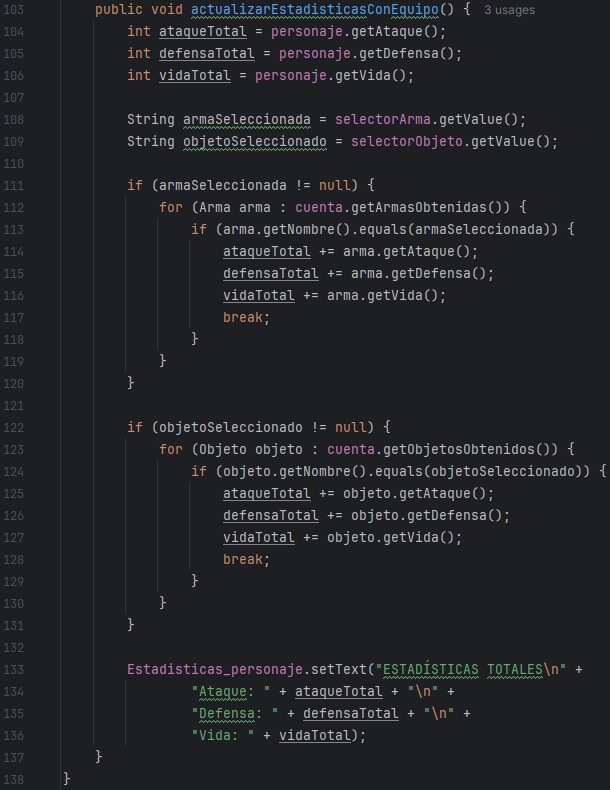 103 public void actualizarEstadisticasConEquipo() { 3 usages
104 int ataqueTotal = personaje.getAtaque();
105 int defensaTotal = personaje.getDefensa();
106 int vidaTotal = personaje.getVida();
107
108 String armaSeleccionada = selectorArma.getValue();
109 String objetoSeleccionado = selectorObjeto.getValue();
110
111 if (armaSeleccionada != null) {
112 for (Arma arma : cuenta.getArmasObtenidas()) {
113 if (arma.getNombre().equals(armaSeleccionada)) {
114 ataqueTotal += arma.getAtaque();
115 defensaTotal += arma.getDefensa();
116 vidaTotal += arma.getVida();
117 break;
118 }
119 }
120 }
121
122 if (objetoSeleccionado != null) {
123 for (Objeto objeto : cuenta.getObjetosObtenidos()) {
124 if (objeto.getNombre().equals(objetoSeleccionado)) {
125 ataqueTotal += objeto.getAtaque();
126 defensaTotal += objeto.getDefensa();
127 vidaTotal += objeto.getVida();
128 break;
129 }
130 }
131 }
132
133 Estadisticas_personaje.setText("ESTADÍSTICAS TOTALES\n" +
134 "Ataque: " + ataqueTotal + "\n" +
135 "Defensa: " + defensaTotal + "\n" +
136 "Vida: " + vidaTotal);
137 }
138 }